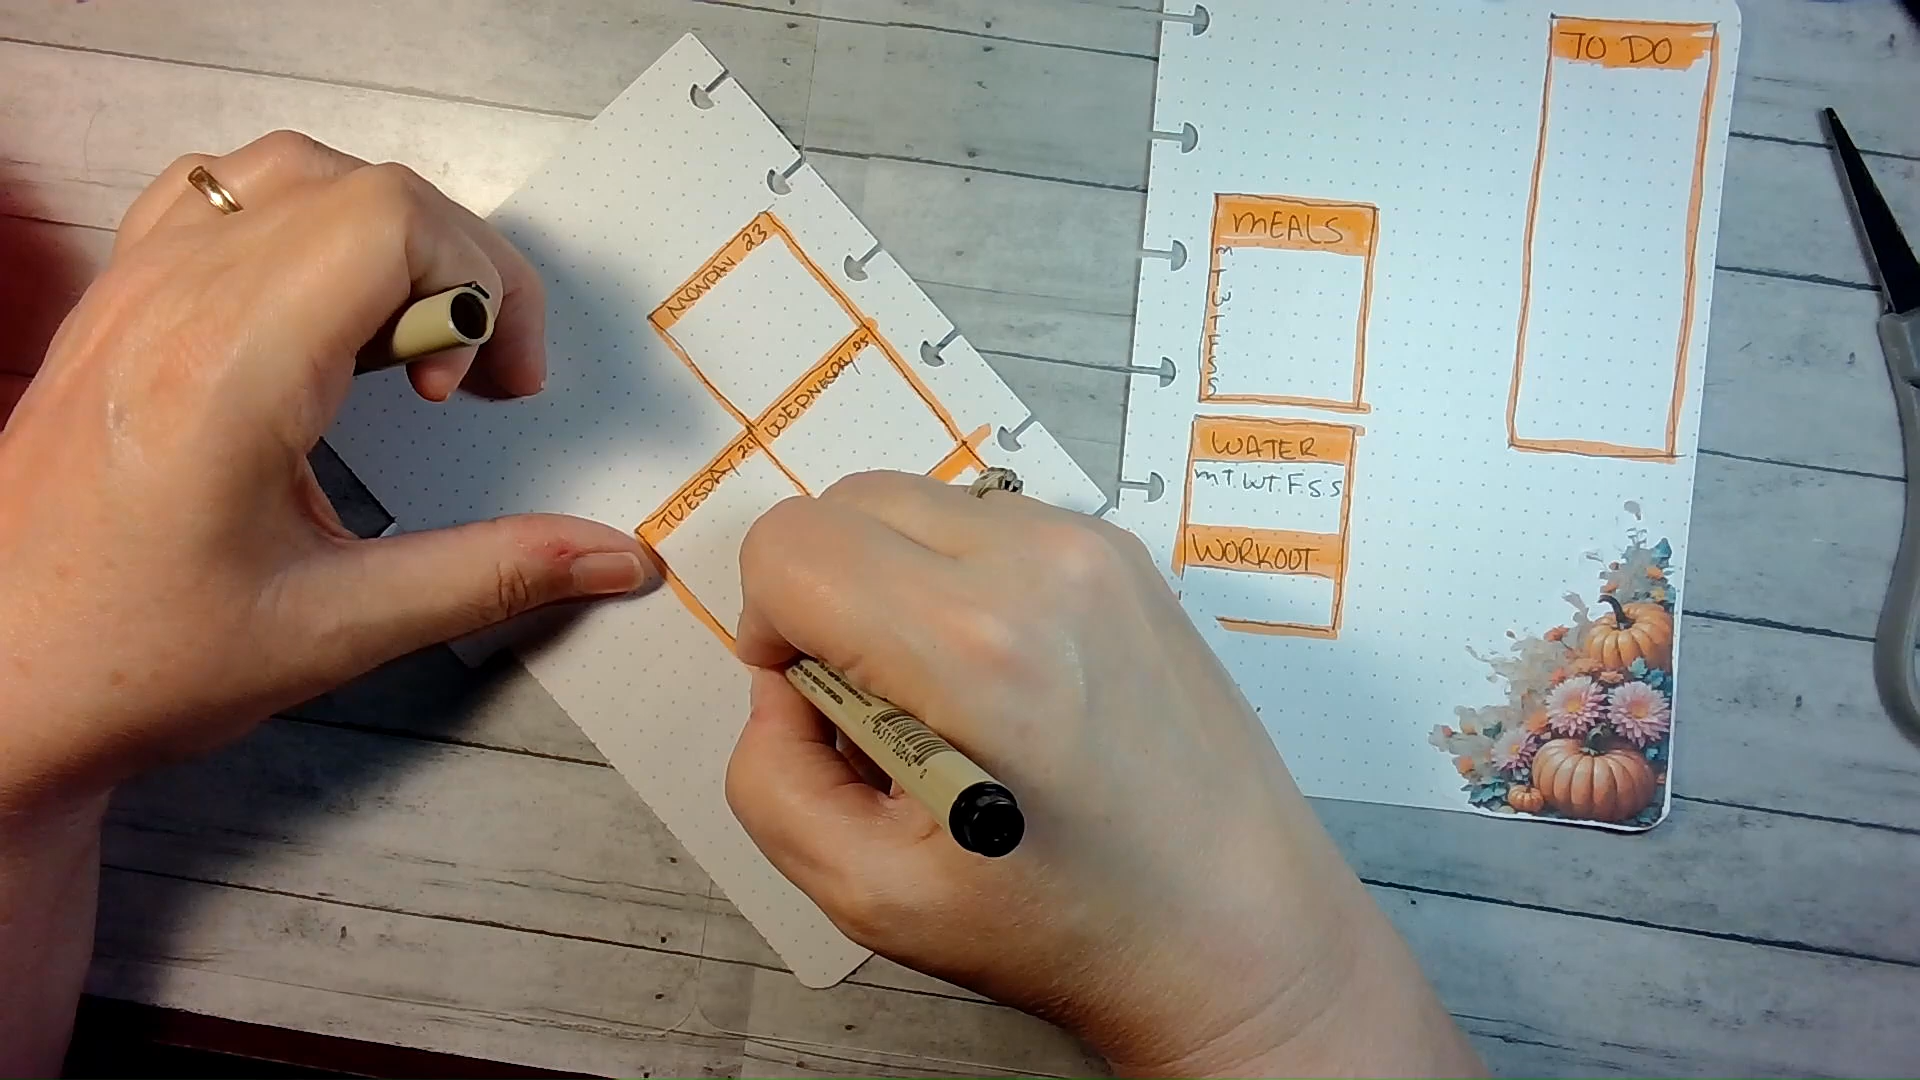 MONDAY 23
TUESDAY 24
WEDNESDAY 25
TO DO
MEALS
M
T
W
T
F
S
S
WATER
M T. W T. F. S. S
WORKOUT